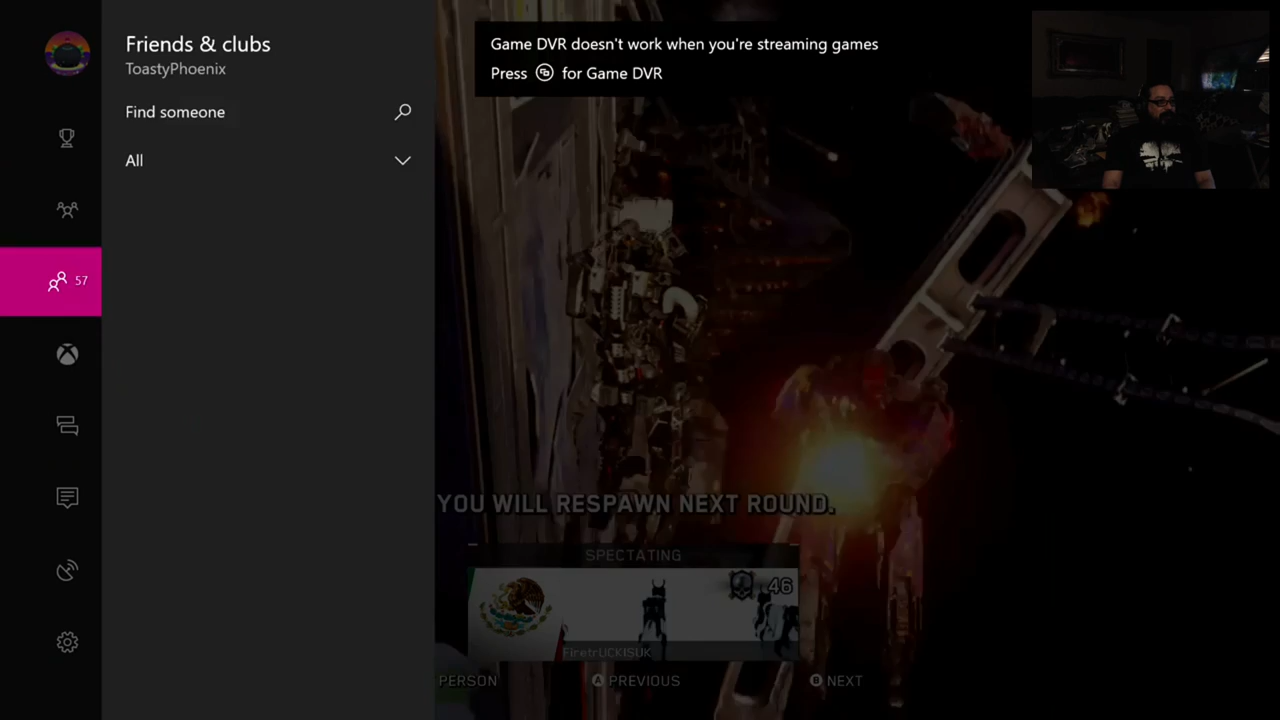 Friends & clubs
ToastyPhoenix
Find someone
All
57
Game DVR doesn't work when you're streaming games
Press for Game DVR
YOU WILL RESPAWN NEXT ROUND.
SPECTATING
46
FiretrUCKISUK
PERSON
PREVIOUS
NEXT